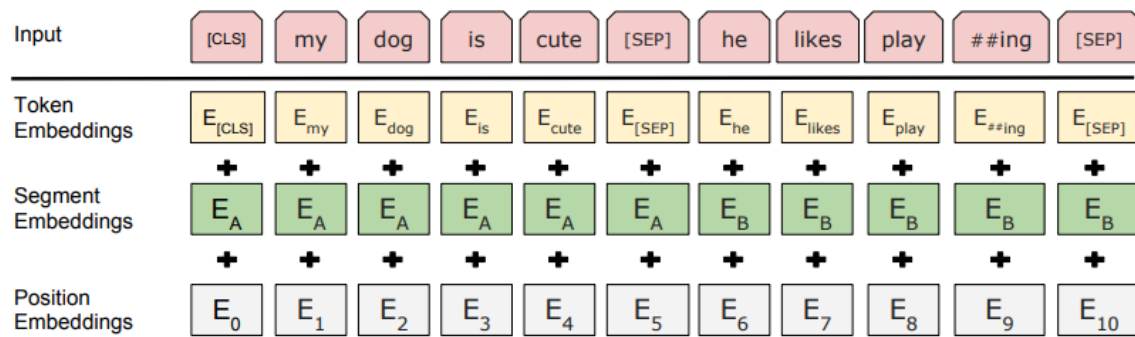 Input [CLS] my dog is cute [SEP] he likes play ##ing [SEP]
Token Embeddings E[CLS] Emy Edog Eis Ecute E[SEP] Ehe Elikes Eplay E##ing E[SEP]
+ + + + + + + + + + +
Segment Embeddings EA EA EA EA EA EA EB EB EB EB EB
+ + + + + + + + + + +
Position Embeddings E0 E1 E2 E3 E4 E5 E6 E7 E8 E9 E10